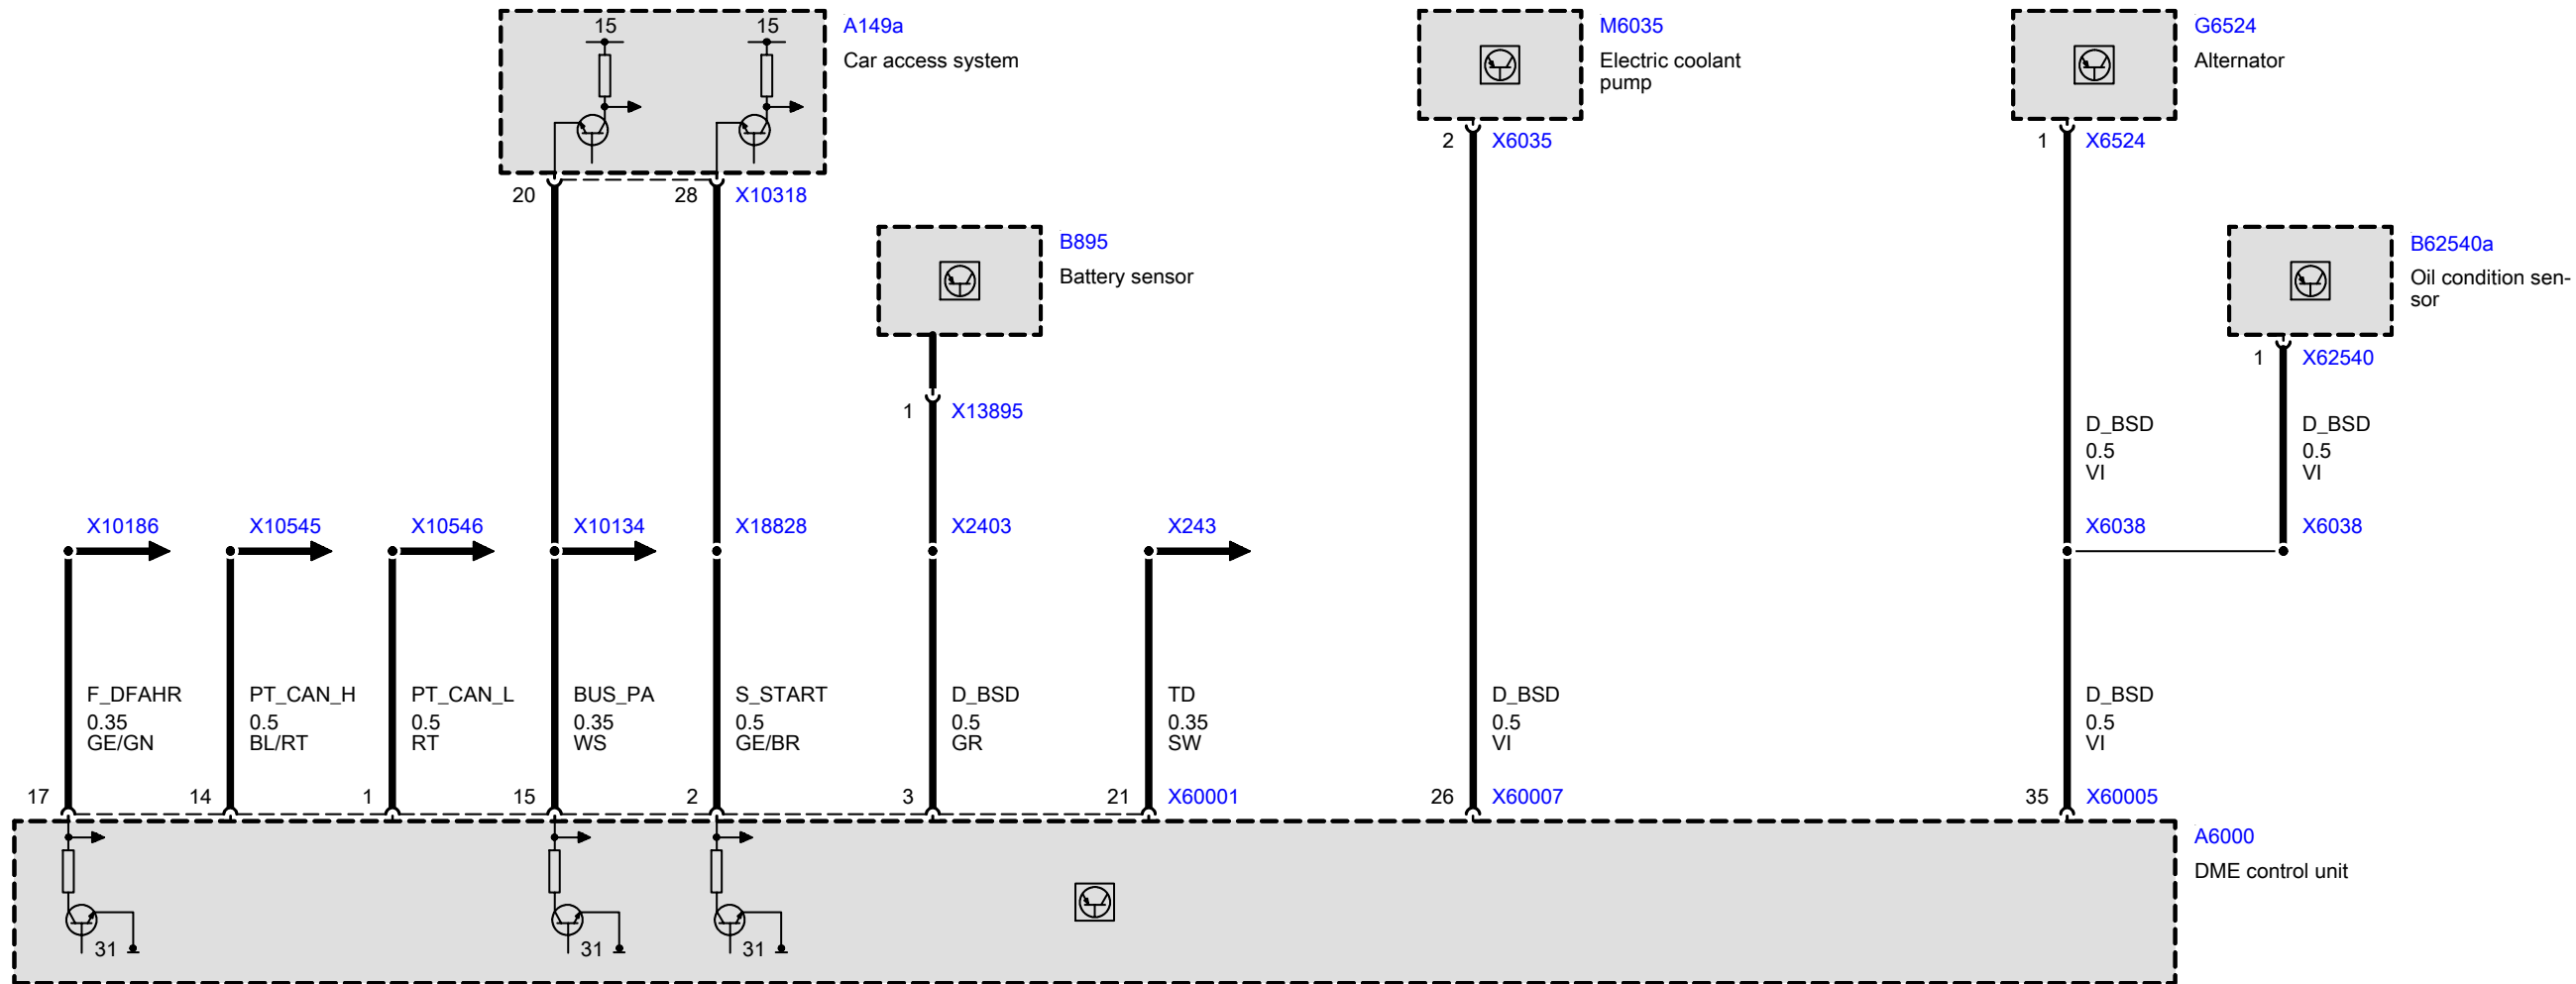 15
15
A149a
Car access system
M6035
Electric coolant
pump
G6524
Alternator
2
X6035
1
X6524
20
28
X10318
B895
Battery sensor
B62540a
Oil condition sen-
sor
1
X62540
1
X13895
D_BSD
0.5
VI
D_BSD
0.5
VI
X10186
X10545
X10546
X10134
X18828
X2403
X243
X6038
X6038
F_DFAHR
0.35
GE/GN
PT_CAN_H
0.5
BL/RT
PT_CAN_L
0.5
RT
BUS_PA
0.35
WS
S_START
0.5
GE/BR
D_BSD
0.5
GR
TD
0.35
SW
D_BSD
0.5
VI
D_BSD
0.5
VI
17
14
1
15
2
3
21
X60001
26
X60007
35
X60005
A6000
DME control unit
31
31
31